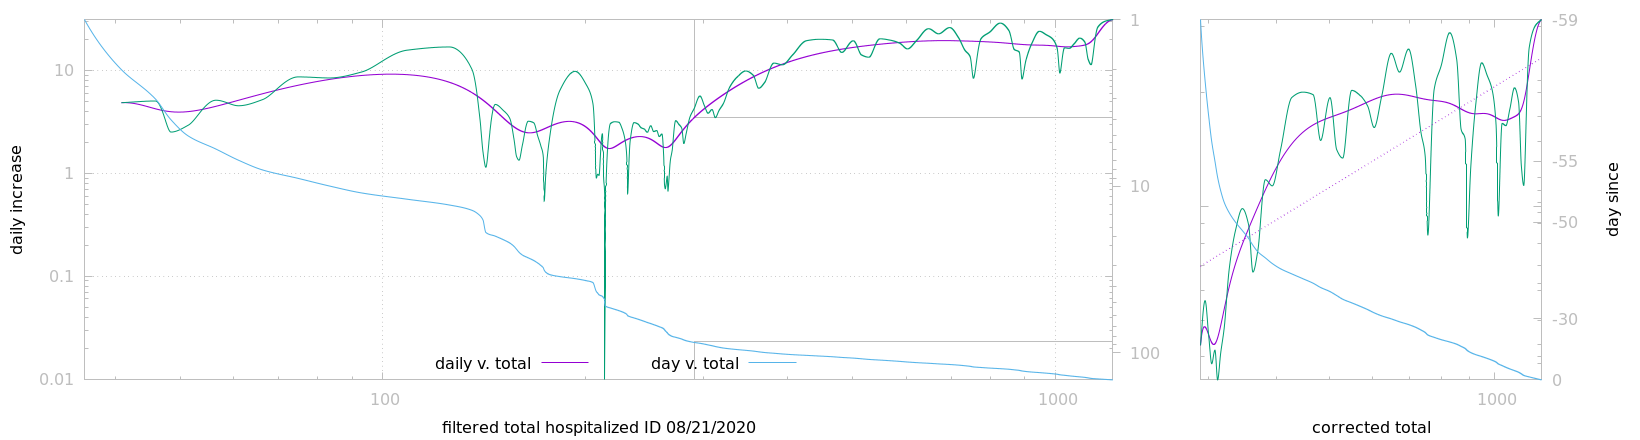 daily increase
10
1
0.1
0.01
daily v. total
day v. total
100
1000
1
10
100
filtered total hospitalized ID 08/21/2020
-59
-55
-50
-30
0
day since
1000
corrected total